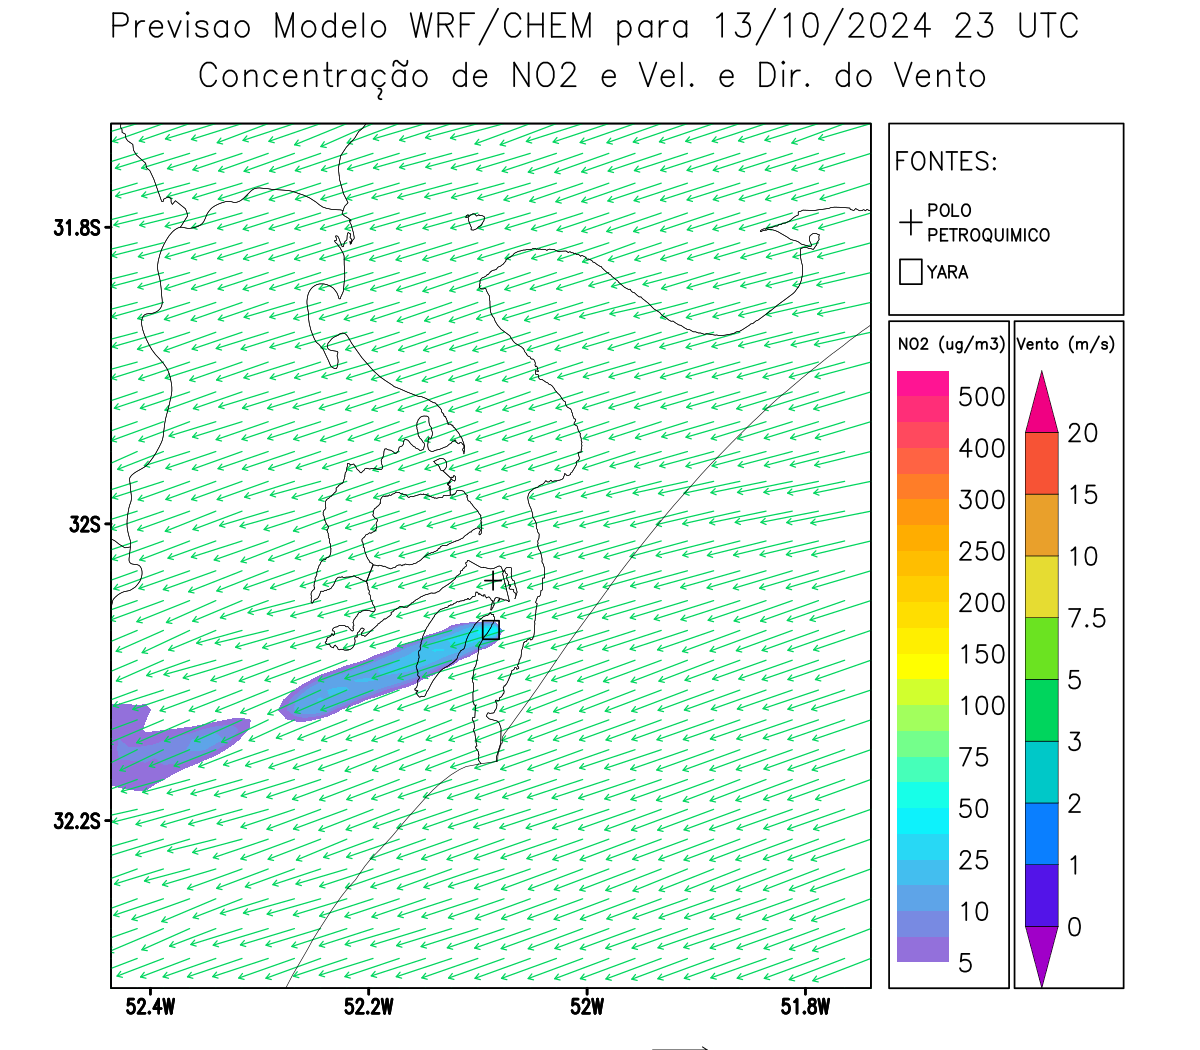 Previsao Modelo WRF/CHEM para 13/10/2024 23 UTC
Concentração de NO2 e Vel. e Dir. do Vento
FONTES:
POLO
PETROQUIMICO
YARA
NO2 (ug/m3)
500
400
300
250
200
150
100
75
50
25
10
5
Vento (m/s)
20
15
10
7.5
5
3
2
1
0
31.8S
32S
32.2S
52.4W
52.2W
52W
51.8W